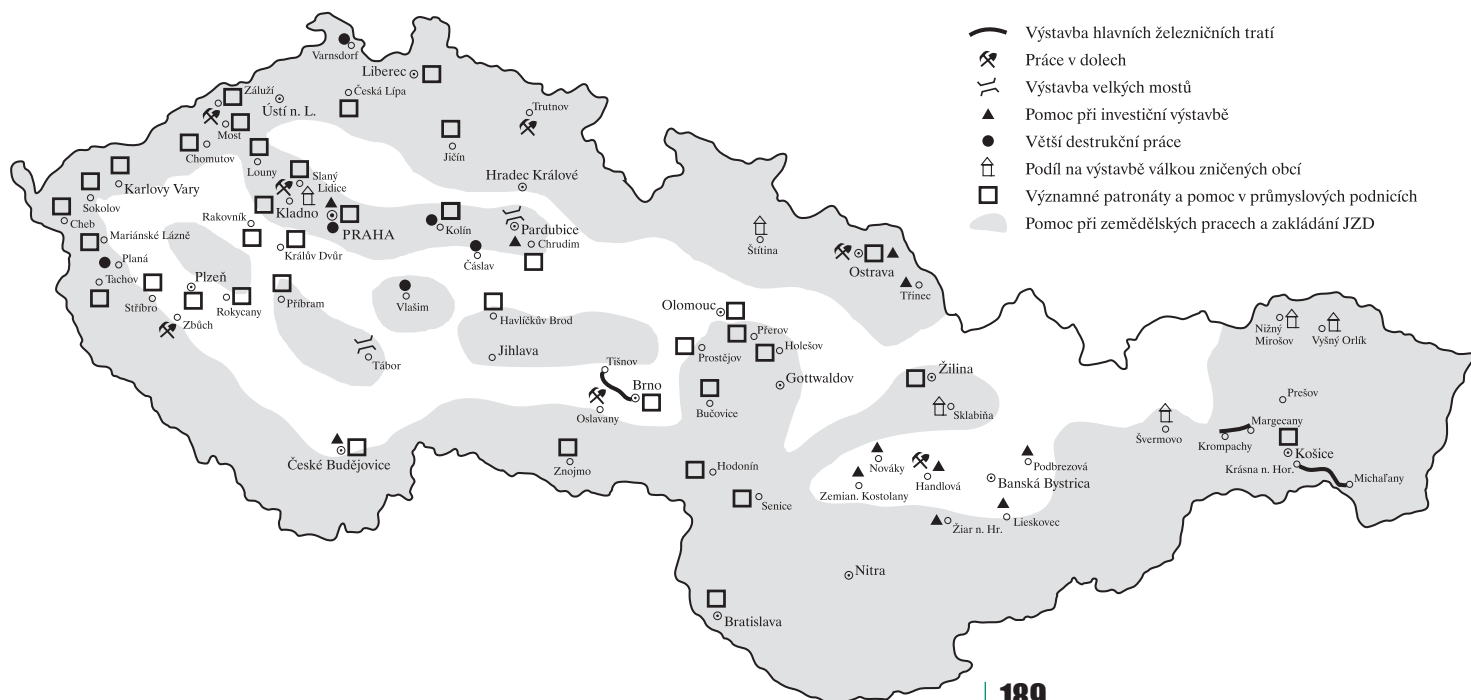 Výstavba hlavních železničních tratí
Práce v dolech
Výstavba velkých mostů
Pomoc při investiční výstavbě
Větší destrukční práce
Podíl na výstavbě válkou zničených obcí
Významné patronáty a pomoc v průmyslových podnicích
Pomoc při zemědělských pracech a zakládání JZD
Varnsdorf
Liberec
Záluží
Česká Lípa
Ústí n. L.
Trutnov
Most
Chomutov
Jičín
Louny
Slaný
Lidice
Hradec Králové
Karlovy Vary
Sokolov
Kladno
Cheb
Rakovník
PRAHA
Kolín
Pardubice
Mariánské Lázně
Chrudim
Štítina
Králův Dvůr
Planá
Čáslav
Ostrava
Tachov
Plzeň
Třinec
Stříbro
Rokycany
Příbram
Vlašim
Olomouc
Zbůch
Havlíčkův Brod
Přerov
Nižný
Mirošov
Vyšný Orlík
Holešov
Jihlava
Prostějov
Tábor
Tišnov
Žilina
Gottwaldov
Brno
Prešov
Oslavany
Bučovice
Sklabiňa
Margecany
Švermovo
Krompachy
České Budějovice
Znojmo
Hodonín
Nováky
Podbrezová
Košice
Krásna n. Hor.
Handlová
Banská Bystrica
Michaľany
Zemian. Kostolany
Senice
Žiar n. Hr.
Lieskovec
Nitra
Bratislava
189